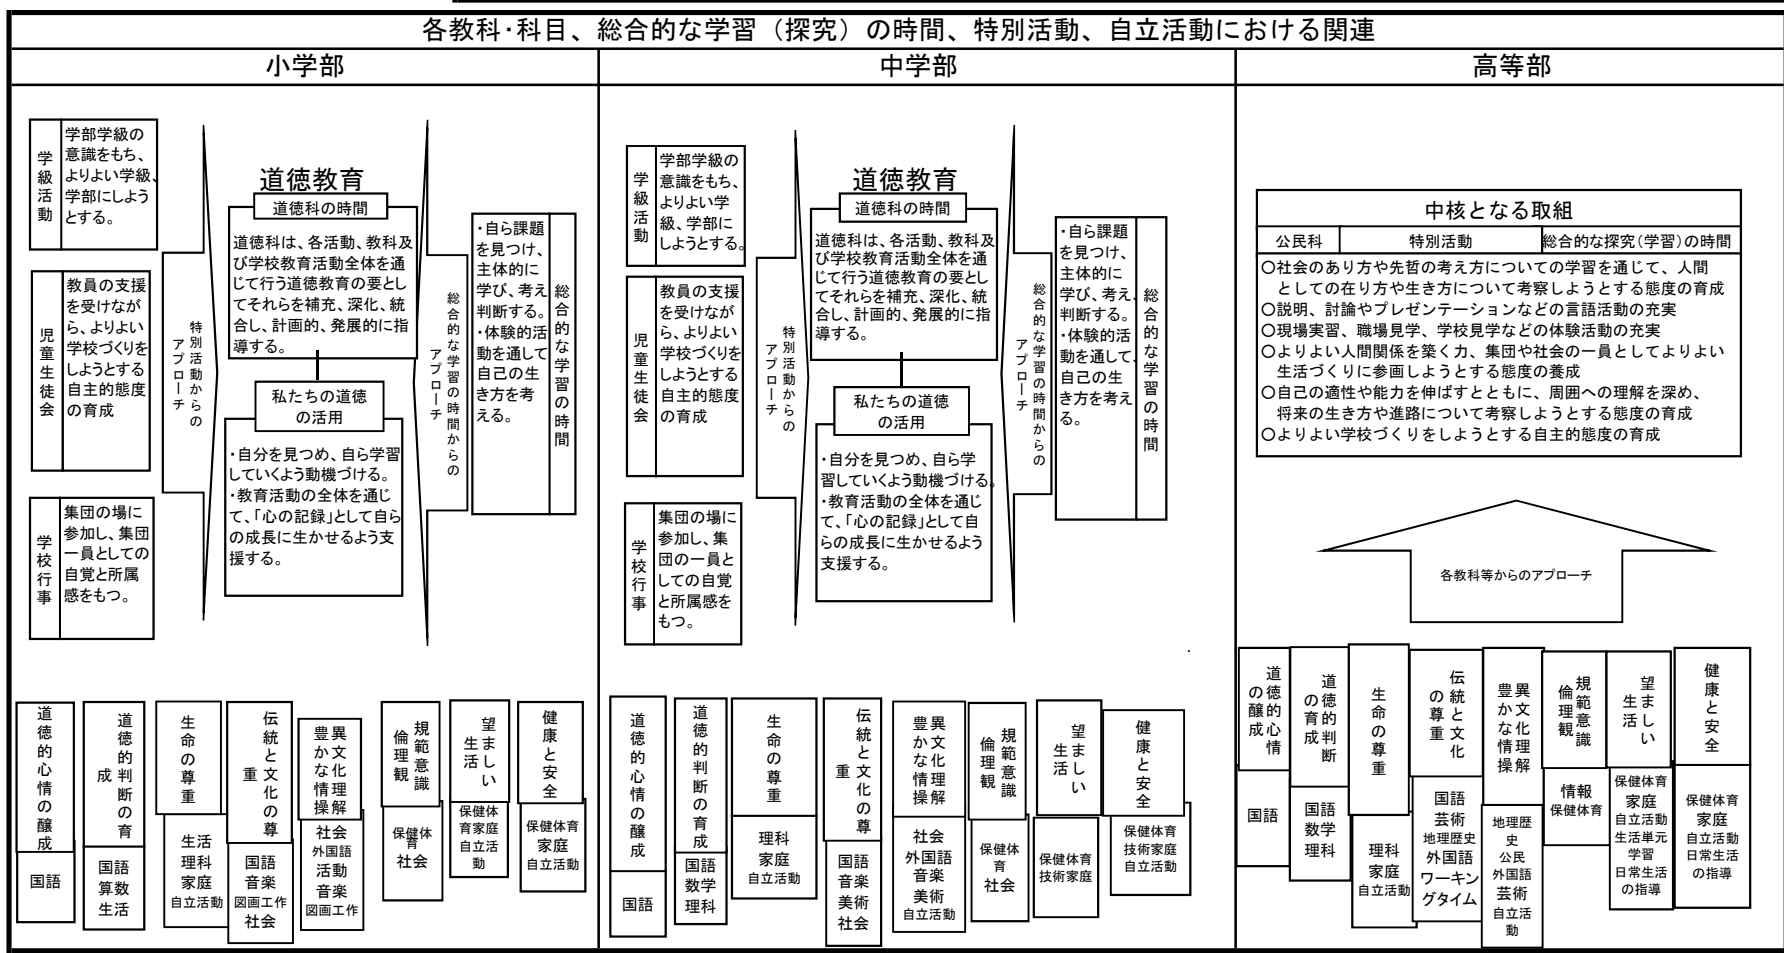 各教科・科目、総合的な学習（探究）の時間、特別活動、自立活動における関連
小学部
学級活動
学部学級の
意識をもち、
よりよい学級、
学部にしよう
とする。
児童生徒会
教員の支援
を受けなが
ら、よりよい
学校づくりを
しようとする
自主的態度
の育成
学校行事
集団の場に
参加し、集団
一員としての
自覚と所属
感をもつ。
特別活動からの
アプローチ
道徳教育
道徳科の時間
道徳科は、各活動、教科及
び学校教育活動全体を通
じて行う道徳教育の要とし
てそれらを補充、深化、統
合し、計画的、発展的に指
導する。
私たちの道徳
の活用
・自分を見つめ、自ら学習
していくよう動機づける。
・教育活動の全体を通じ
て、「心の記録」として自ら
の成長に生かせるよう支
援する。
総合的な学習の時間からの
アプローチ
・自ら課題
を見つけ、
主体的に
学び、考え
判断する。
・体験的活
動を通して
自己の生
き方を考
える。
総合的な学習の時間
道徳的心情の醸成
国語
道徳的判断の育
成
国語
算数
生活
生命の尊重
生活
理科
家庭
自立活動
伝統と文化の尊
重
国語
音楽
図画工作
社会
異文化理解
豊かな情操
社会
外国語
活動
音楽
図画工作
規範意識
倫理観
保健体
育
社会
望ましい
生活
保健体
育家庭
自立活
動
健康と安全
保健体育
家庭
自立活動
中学部
学級活動
学部学級の
意識をもち、
よりよい学
級、学部に
しようとする。
児童生徒会
教員の支援
を受けなが
ら、よりよい
学校づくりを
しようとする
自主的態度
の育成
学校行事
集団の場に
参加し、集
団の一員と
しての自覚
と所属感を
もつ。
特別活動からの
アプローチ
道徳教育
道徳科の時間
道徳科は、各活動、教科及
び学校教育活動全体を通
じて行う道徳教育の要とし
てそれらを補充、深化、統
合し、計画的、発展的に指
導する。
私たちの道徳
の活用
・自分を見つめ、自ら学
習していくよう動機づける。
・教育活動の全体を通じ
て、「心の記録」として自
らの成長に生かせるよう
支援する。
総合的な学習の時間からの
アプローチ
・自ら課題
を見つけ、
主体的に
学び、考え、
判断する。
・体験的活
動を通して、
自己の生
き方を考え
る。
総合的な学習の時間
道徳的心情の醸成
国語
道徳的判断の育成
国語
数学
理科
生命の尊重
理科
家庭
自立活動
伝統と文化の尊
重
国語
音楽
美術
社会
異文化理解
豊かな情操
社会
外国語
音楽
美術
自立活動
規範意識
倫理観
保健体
育
社会
望ましい
生活
保健体育
技術家庭
健康と安全
保健体育
技術家庭
自立活動
高等部
中核となる取組
公民科
特別活動
総合的な探究（学習）の時間
○社会のあり方や先哲の考え方についての学習を通じて、人間
としての在り方や生き方について考察しようとする態度の育成
○説明、討論やプレゼンテーションなどの言語活動の充実
○現場実習、職場見学、学校見学などの体験活動の充実
○よりよい人間関係を築く力、集団や社会の一員としてよりよい
生活づくりに参画しようとする態度の養成
○自己の適性や能力を伸ばすとともに、周囲への理解を深め、
将来の生き方や進路について考察しようとする態度の育成
○よりよい学校づくりをしようとする自主的態度の育成
各教科等からのアプローチ
道徳的心情
の醸成
国語
道徳的判断
の育成
国語
数学
理科
生命の尊重
理科
家庭
自立活動
伝統と文化
の尊重
国語
芸術
地理歴史
外国語
ワーキン
グタイム
異文化理解
豊かな情操
地理歴
史
公民
外国語
芸術
自立活
動
規範意識
倫理観
情報
保健体育
望ましい
生活
保健体育
家庭
自立活動
生活単元
学習
日常生活
の指導
健康と安全
保健体育
家庭
自立活動
日常生活
の指導